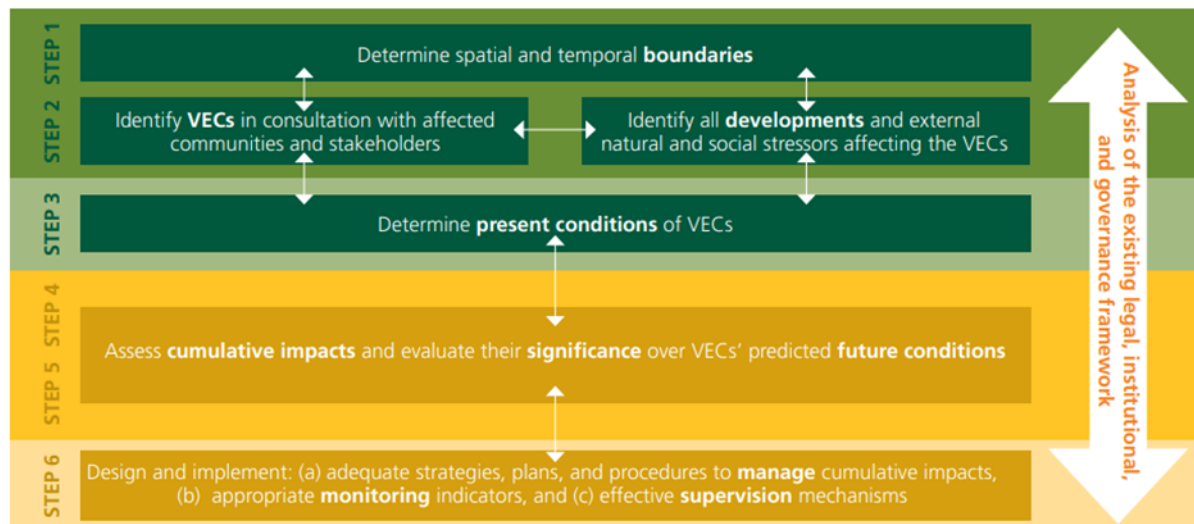 STEP 1
Determine spatial and temporal boundaries
STEP 2
Identify VECs in consultation with affected
communities and stakeholders
Identify all developments and external
natural and social stressors affecting the VECs
STEP 3
Determine present conditions of VECs
STEP 4
STEP 5
Assess cumulative impacts and evaluate their significance over VECs’ predicted future conditions
STEP 6
Design and implement: (a) adequate strategies, plans, and procedures to manage cumulative impacts,
(b) appropriate monitoring indicators, and (c) effective supervision mechanisms
Analysis of the existing legal, institutional,
and governance framework